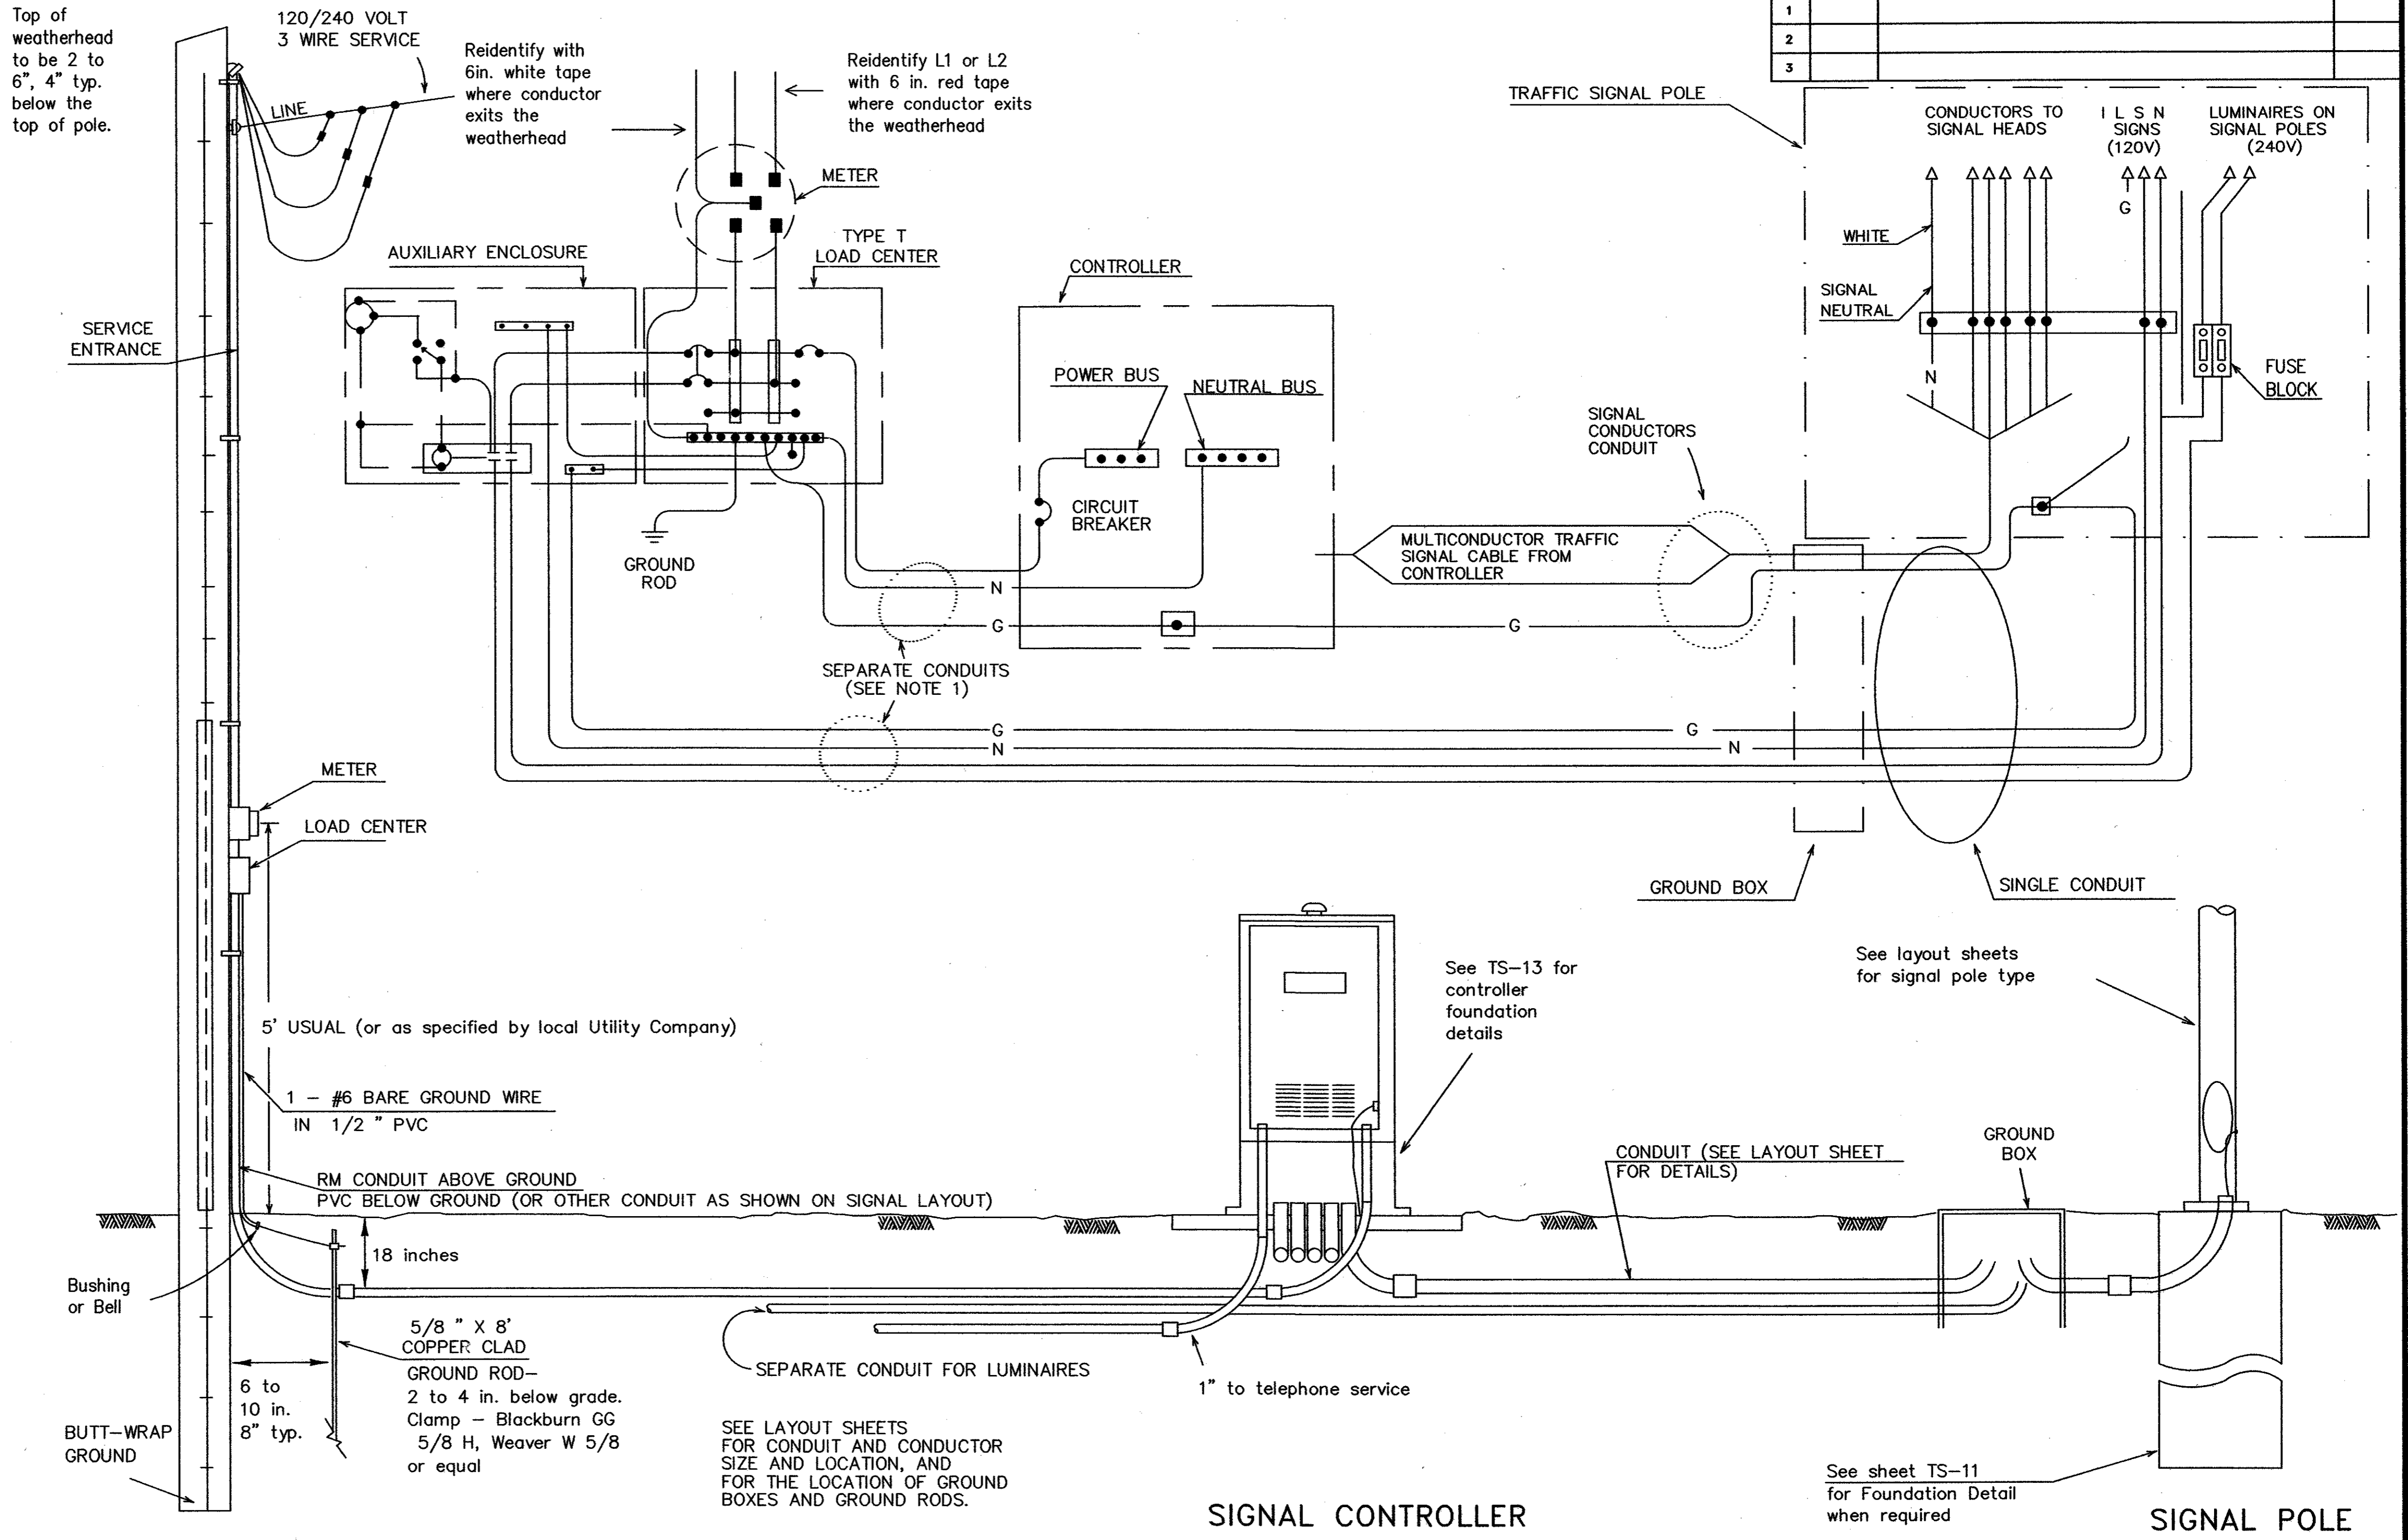 Top of
weatherhead
to be 2 to
6", 4" typ.
below the
top of pole.
120/240 VOLT
3 WIRE SERVICE
LINE
Reidentify with
6in. white tape
where conductor
exits the
weatherhead
Reidentify L1 or L2
with 6 in. red tape
where conductor exits
the weatherhead
1
2
3
TRAFFIC SIGNAL POLE
CONDUCTORS TO
SIGNAL HEADS
I L S N
SIGNS
(120V)
LUMINAIRES ON
SIGNAL POLES
(240V)
METER
G
WHITE
SIGNAL
NEUTRAL
N
FUSE
BLOCK
AUXILIARY ENCLOSURE
TYPE T
LOAD CENTER
CONTROLLER
SERVICE
ENTRANCE
POWER BUS
NEUTRAL BUS
CIRCUIT
BREAKER
SIGNAL
CONDUCTORS
CONDUIT
MULTICONDUCTOR TRAFFIC
SIGNAL CABLE FROM
CONTROLLER
GROUND
ROD
N
G
G
SEPARATE CONDUITS
(SEE NOTE 1)
G
G
N
N
METER
LOAD CENTER
GROUND BOX
SINGLE CONDUIT
5' USUAL (or as specified by local Utility Company)
1 - #6 BARE GROUND WIRE
IN 1/2 " PVC
RM CONDUIT ABOVE GROUND
PVC BELOW GROUND (OR OTHER CONDUIT AS SHOWN ON SIGNAL LAYOUT)
See TS-13 for
controller
foundation
details
See layout sheets
for signal pole type
CONDUIT (SEE LAYOUT SHEET
FOR DETAILS)
GROUND
BOX
18 inches
Bushing
or Bell
5/8 " X 8'
COPPER CLAD
GROUND ROD-
2 to 4 in. below grade.
Clamp - Blackburn GG
5/8 H, Weaver W 5/8
or equal
6 to
10 in.
8" typ.
BUTT-WRAP
GROUND
SEPARATE CONDUIT FOR LUMINAIRES
1" to telephone service
SEE LAYOUT SHEETS
FOR CONDUIT AND CONDUCTOR
SIZE AND LOCATION, AND
FOR THE LOCATION OF GROUND
BOXES AND GROUND RODS.
See sheet TS-11
for Foundation Detail
when required
SIGNAL CONTROLLER
SIGNAL POLE